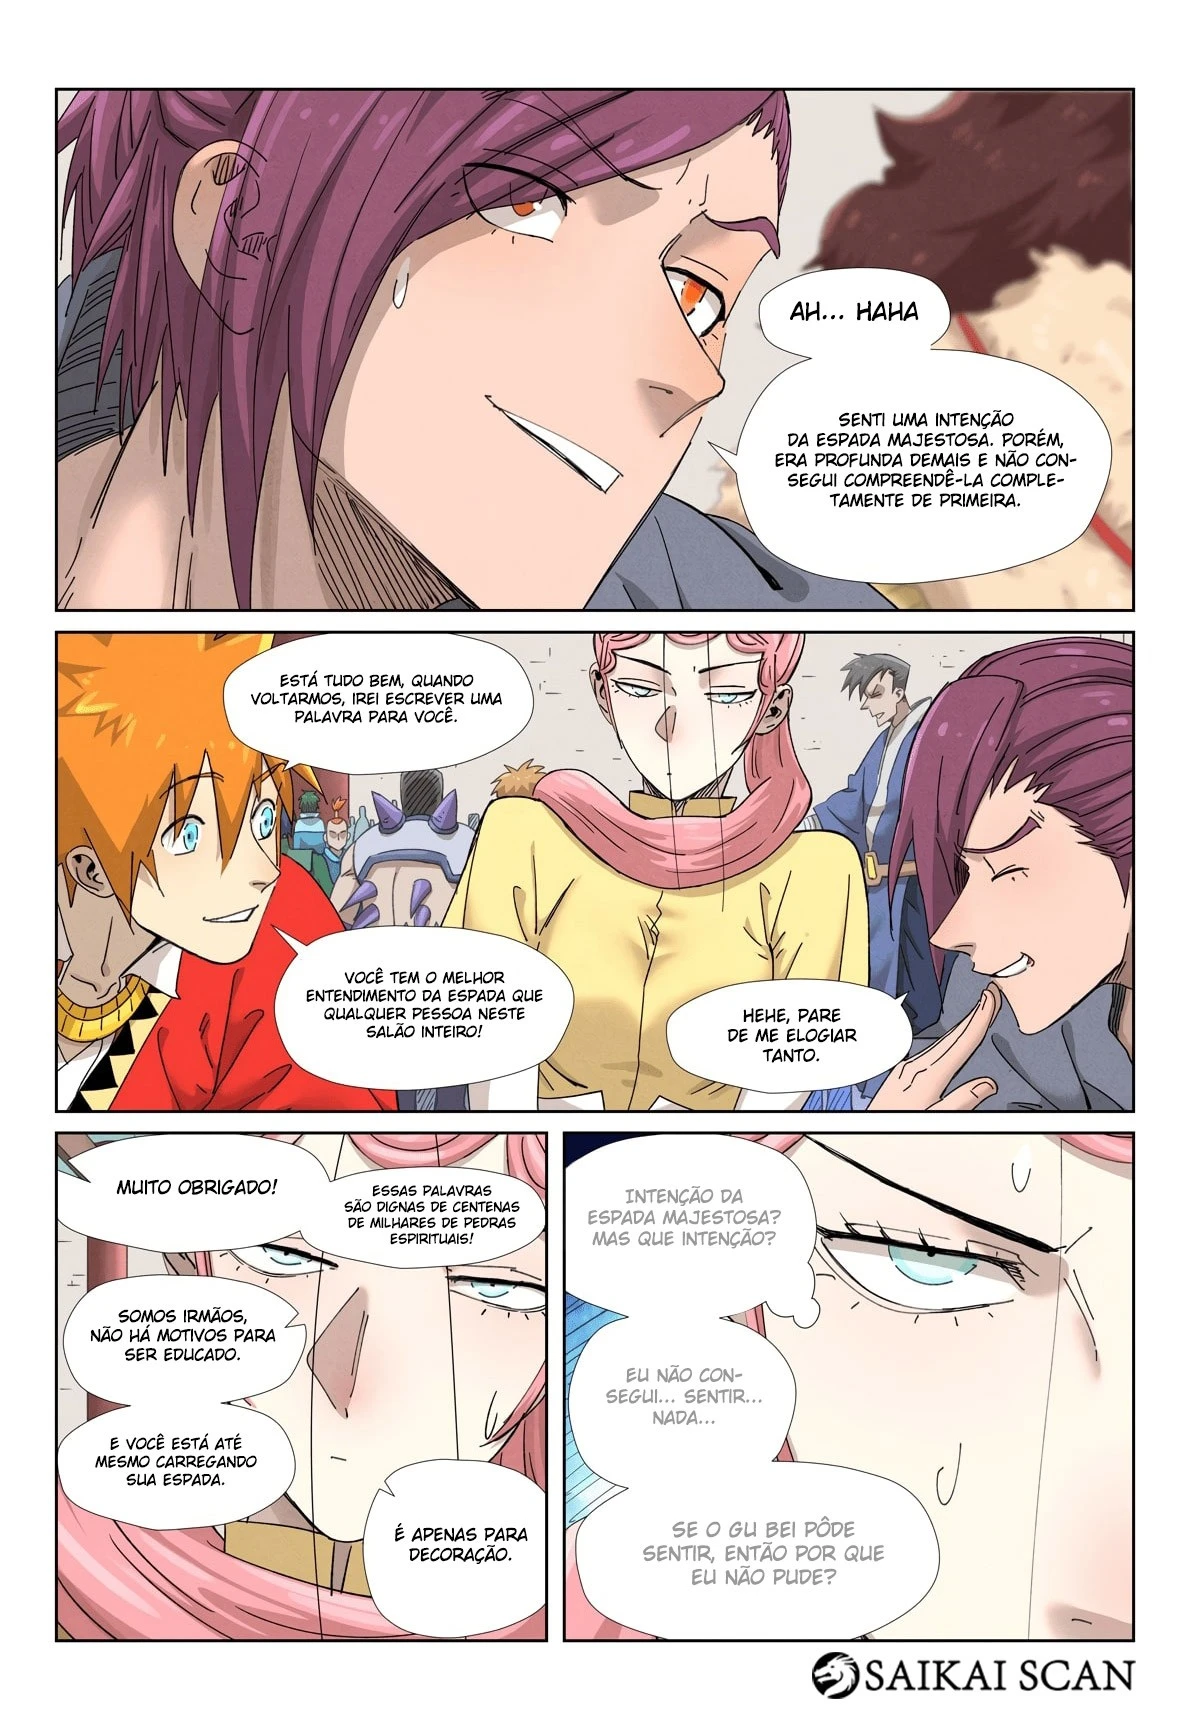 AH... HAHA
SENTI UMA INTENÇÃO
DA ESPADA MAJESTOSA. PORÉM,
ERA PROFUNDA DEMAIS E NÃO CON-
SEGUI COMPREENDÊ-LA COMPLE-
TAMENTE DE PRIMEIRA.
ESTÁ TUDO BEM, QUANDO
VOLTARMOS, IREI ESCREVER UMA
PALAVRA PARA VOCÊ.
VOCÊ TEM O MELHOR
ENTENDIMENTO DA ESPADA QUE
QUALQUER PESSOA NESTE
SALÃO INTEIRO!
HEHE, PARE
DE ME ELOGIAR
TANTO.
MUITO OBRIGADO!
ESSAS PALAVRAS
SÃO DIGNAS DE CENTENAS
DE MILHARES DE PEDRAS
ESPIRITUAIS!
SOMOS IRMÃOS,
NÃO HÁ MOTIVOS PARA
SER EDUCADO.
E VOCÊ ESTÁ ATÉ
MESMO CARREGANDO
SUA ESPADA.
É APENAS PARA
DECORAÇÃO.
INTENÇÃO DA
ESPADA MAJESTOSA?
MAS QUE INTENÇÃO?
EU NÃO CON-
SEGUI... SENTIR...
NADA...
SE O GU BEI PÔDE
SENTIR, ENTÃO POR QUE
EU NÃO PUDE?
SAIKAI SCAN